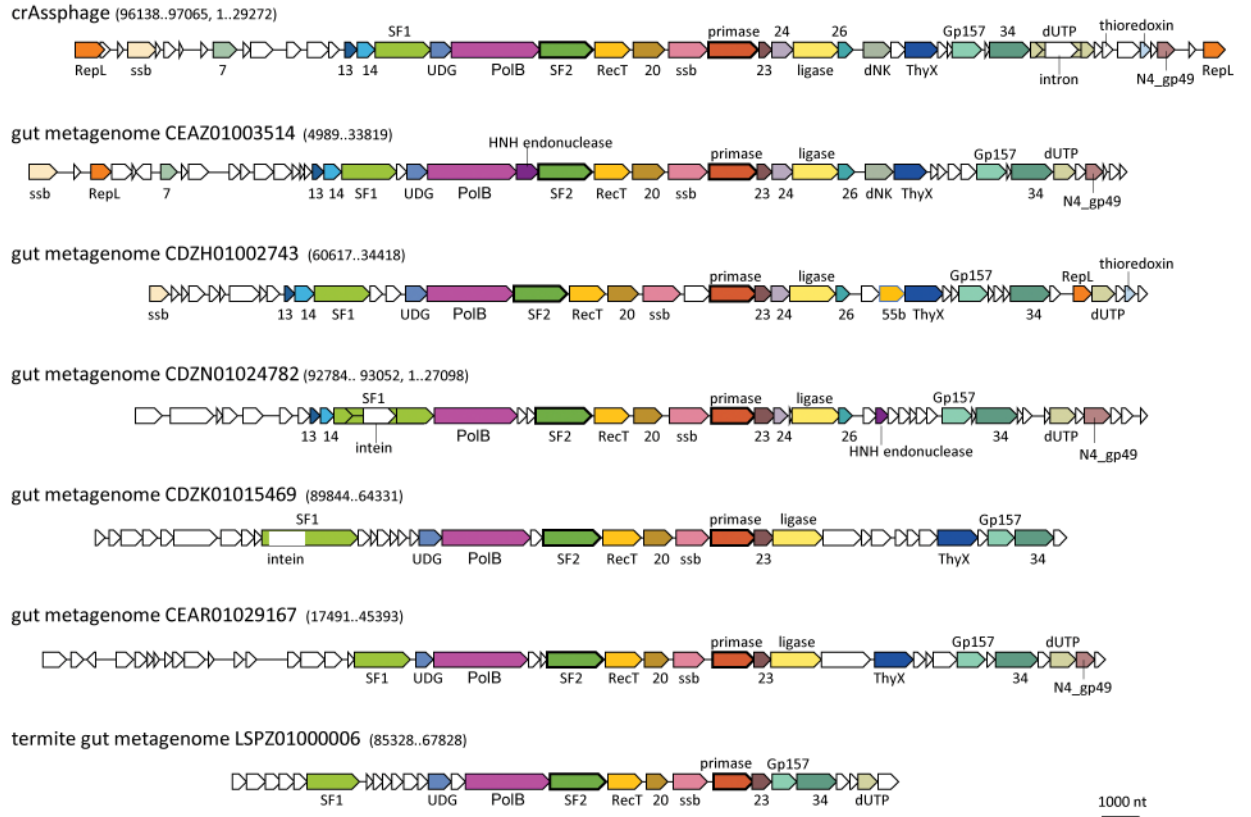 crAssphage (96138..97065, 1..29272)
SF1 primase 24 26 Gp157 34 dUTP thioredoxin
RepL ssb 7 13 14 UDG PolB SF2 RecT 20 ssb 23 ligase dNK ThyX intron N4_gp49 RepL
gut metagenome CEAZ01003514 (4989..33819)
HNH endonuclease primase ligase Gp157 dUTP
ssb RepL 7 13 14 SF1 UDG PolB SF2 RecT 20 ssb 23 24 26 dNK ThyX 34 N4_gp49
gut metagenome CDZH01002743 (60617..34418)
primase ligase Gp157 RepL thioredoxin
ssb 13 14 SF1 UDG PolB SF2 RecT 20 ssb 23 24 26 55b ThyX 34 dUTP
gut metagenome CDZN01024782 (92784.. 93052, 1..27098)
SF1 primase ligase Gp157 dUTP
13 14 intein PolB SF2 RecT 20 ssb 23 24 26 HNH endonuclease 34 N4_gp49
gut metagenome CDZK01015469 (89844..64331)
SF1 primase ligase Gp157
intein UDG PolB SF2 RecT 20 ssb 23 ThyX 34
gut metagenome CEAR01029167 (17491..45393)
primase ligase Gp157 dUTP
SF1 UDG PolB SF2 RecT 20 ssb 23 ThyX 34 N4_gp49
termite gut metagenome LSPZ01000006 (85328..67828)
primase Gp157
SF1 UDG PolB SF2 RecT 20 ssb 23 34 dUTP
1000 nt